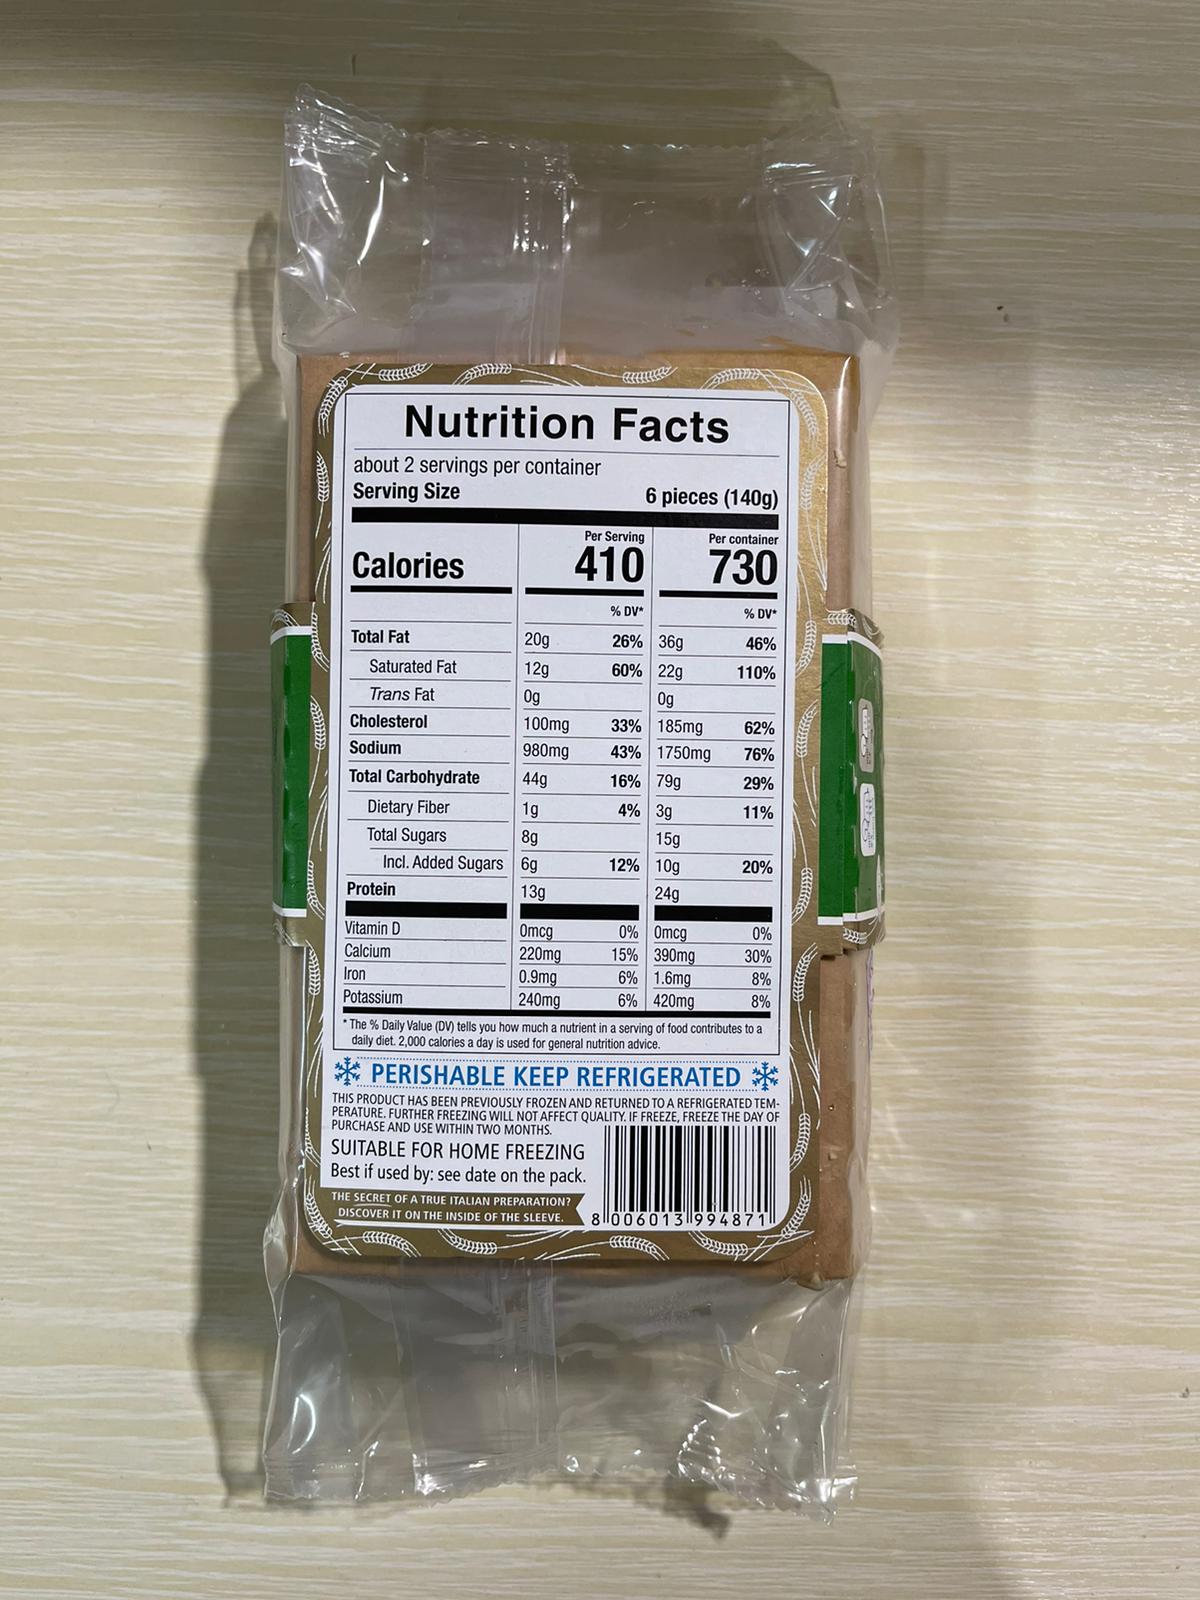 Nutrition Facts
about 2 servings per container
Serving Size 6 pieces (140g)
Per Serving Per container
Calories 410 730
% DV* % DV*
Total Fat 20g 26% 36g 46%
Saturated Fat 12g 60% 22g 110%
Trans Fat 0g 0g
Cholesterol 100mg 33% 185mg 62%
Sodium 980mg 43% 1750mg 76%
Total Carbohydrate 44g 16% 79g 29%
Dietary Fiber 1g 4% 3g 11%
Total Sugars 8g 15g
Incl. Added Sugars 6g 12% 10g 20%
Protein 13g 24g
Vitamin D 0mcg 0% 0mcg 0%
Calcium 220mg 15% 390mg 30%
Iron 0.9mg 6% 1.6mg 8%
Potassium 240mg 6% 420mg 8%
* The % Daily Value (DV) tells you how much a nutrient in a serving of food contributes to a
daily diet. 2,000 calories a day is used for general nutrition advice.
PERISHABLE KEEP REFRIGERATED
THIS PRODUCT HAS BEEN PREVIOUSLY FROZEN AND RETURNED TO A REFRIGERATED TEM-
PERATURE. FURTHER FREEZING WILL NOT AFFECT QUALITY. IF FREEZE, FREEZE THE DAY OF
PURCHASE AND USE WITHIN TWO MONTHS.
SUITABLE FOR HOME FREEZING
Best if used by: see date on the pack.
THE SECRET OF A TRUE ITALIAN PREPARATION?
DISCOVER IT ON THE INSIDE OF THE SLEEVE.
8 006013 994871